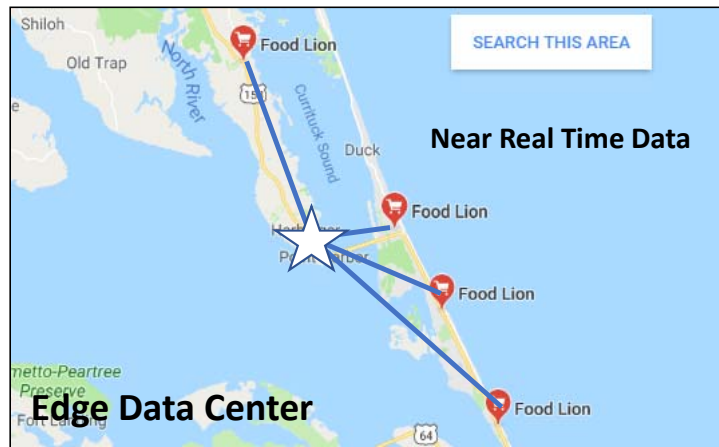 Shiloh
Food Lion
SEARCH THIS AREA
Old Trap
North River
158
Currituck Sound
Near Real Time Data
Duck
Food Lion
Food Lion
Preserve
Edge Data Center
Food Lion
64